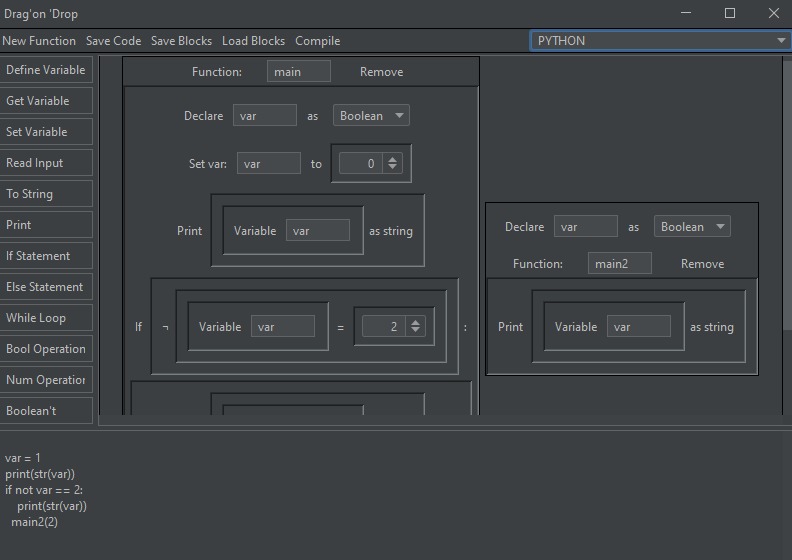 Drag'on 'Drop
New Function Save Code Save Blocks Load Blocks Compile PYTHON
Define Variable
Get Variable
Set Variable
Read Input
To String
Print
If Statement
Else Statement
While Loop
Bool Operation
Num Operation
Boolean't
Function: main Remove
Declare var as Boolean
Set var: var to 0
Print Variable var as string
If ¬ Variable var = 2 :
Declare var as Boolean
Function: main2 Remove
Print Variable var as string
var = 1
print(str(var))
if not var == 2:
print(str(var))
main2(2)